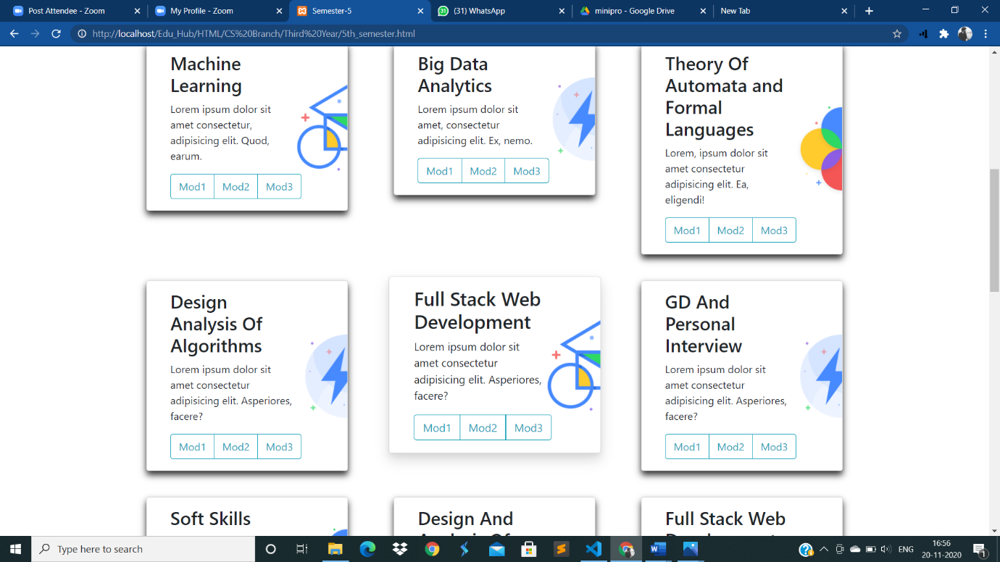 Post Attendee - Zoom
My Profile - Zoom
Semester-5
31
(31) WhatsApp
minipro - Google Drive
New Tab
http://localhost/Edu_Hub/HTML/CS%20Branch/Third%20Year/5th_semester.html
Machine
Learning
Lorem ipsum dolor sit
amet consectetur,
adipisicing elit. Quod,
earum.
Mod1 Mod2 Mod3
Big Data
Analytics
Lorem ipsum dolor sit
amet, consectetur
adipisicing elit. Ex, nemo.
Mod1 Mod2 Mod3
Theory Of
Automata and
Formal
Languages
Lorem, ipsum dolor sit
amet consectetur
adipisicing elit. Ea,
eligendi!
Mod1 Mod2 Mod3
Design
Analysis Of
Algorithms
Lorem ipsum dolor sit
amet consectetur
adipisicing elit. Asperiores,
facere?
Mod1 Mod2 Mod3
Full Stack Web
Development
Lorem ipsum dolor sit
amet consectetur
adipisicing elit. Asperiores,
facere?
Mod1 Mod2 Mod3
GD And
Personal
Interview
Lorem ipsum dolor sit
amet consectetur
adipisicing elit. Asperiores,
facere?
Mod1 Mod2 Mod3
Soft Skills
Design And
Analysis Of
Full Stack Web
Development
Type here to search
ENG
16:56
20-11-2020
1